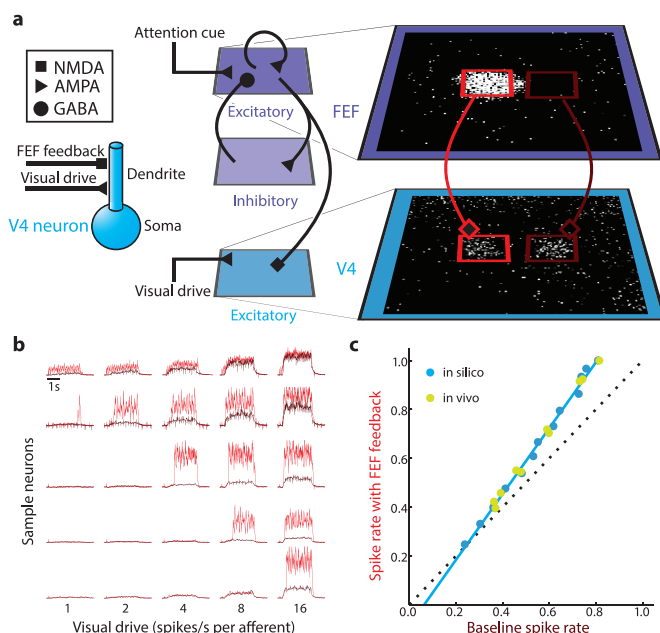 a
Attention cue
NMDA
AMPA
GABA
Excitatory
FEF
FEF feedback
Visual drive
Dendrite
V4 neuron
Soma
Inhibitory
V4
Visual drive
Excitatory
b
1s
Sample neurons
1 2 4 8 16
Visual drive (spikes/s per afferent)
c
in silico
in vivo
Spike rate with FEF feedback
1.0
0.8
0.6
0.4
0.2
0.0 0.2 0.4 0.6 0.8 1.0
Baseline spike rate